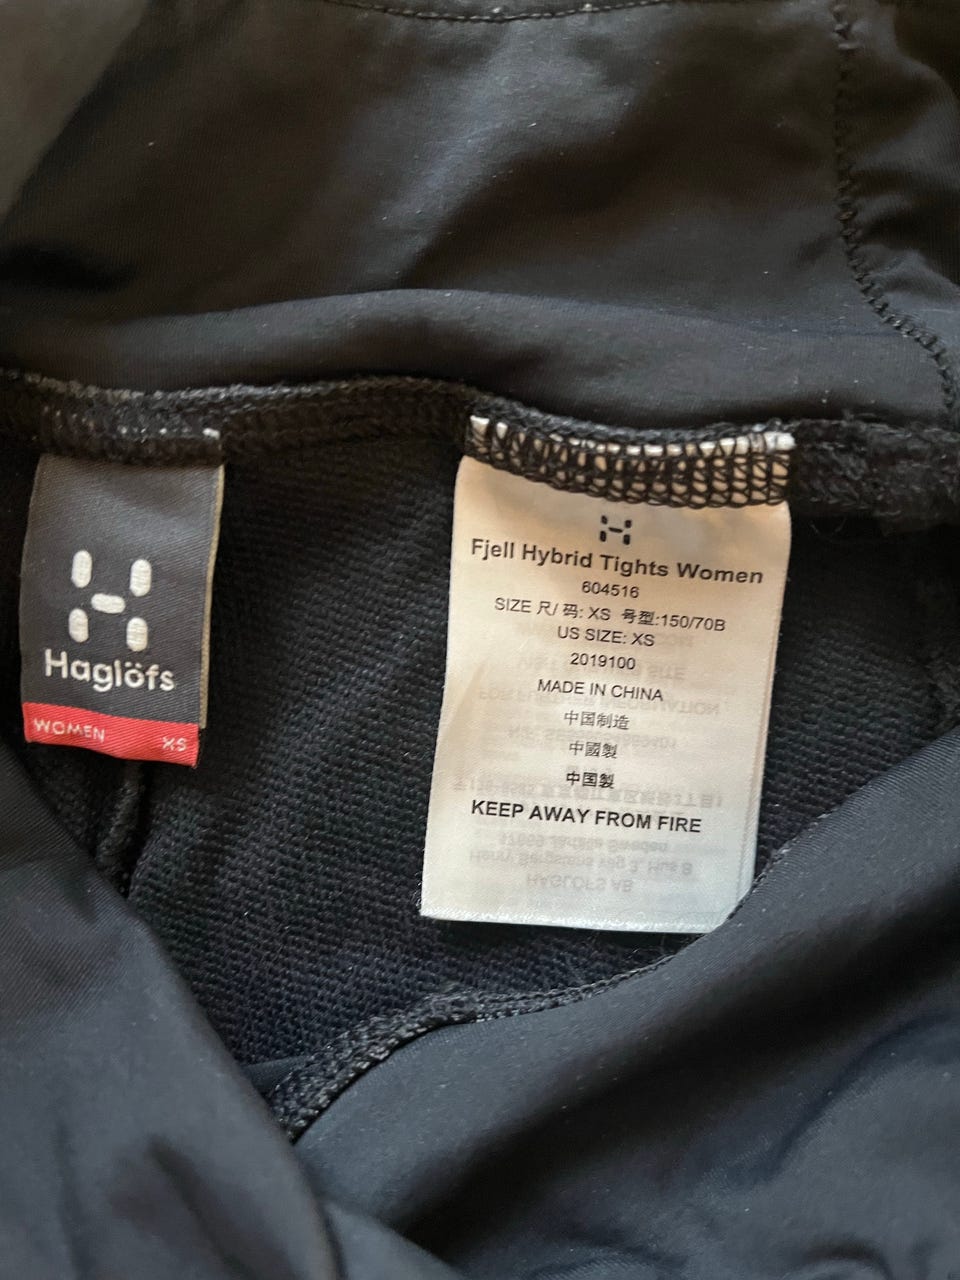 Haglöfs
WOMEN XS
Fjell Hybrid Tights Women
604516
SIZE 尺/ 码: XS 号型:150/70B
US SIZE: XS
2019100
MADE IN CHINA
中国制造
中國製
中国製
KEEP AWAY FROM FIRE